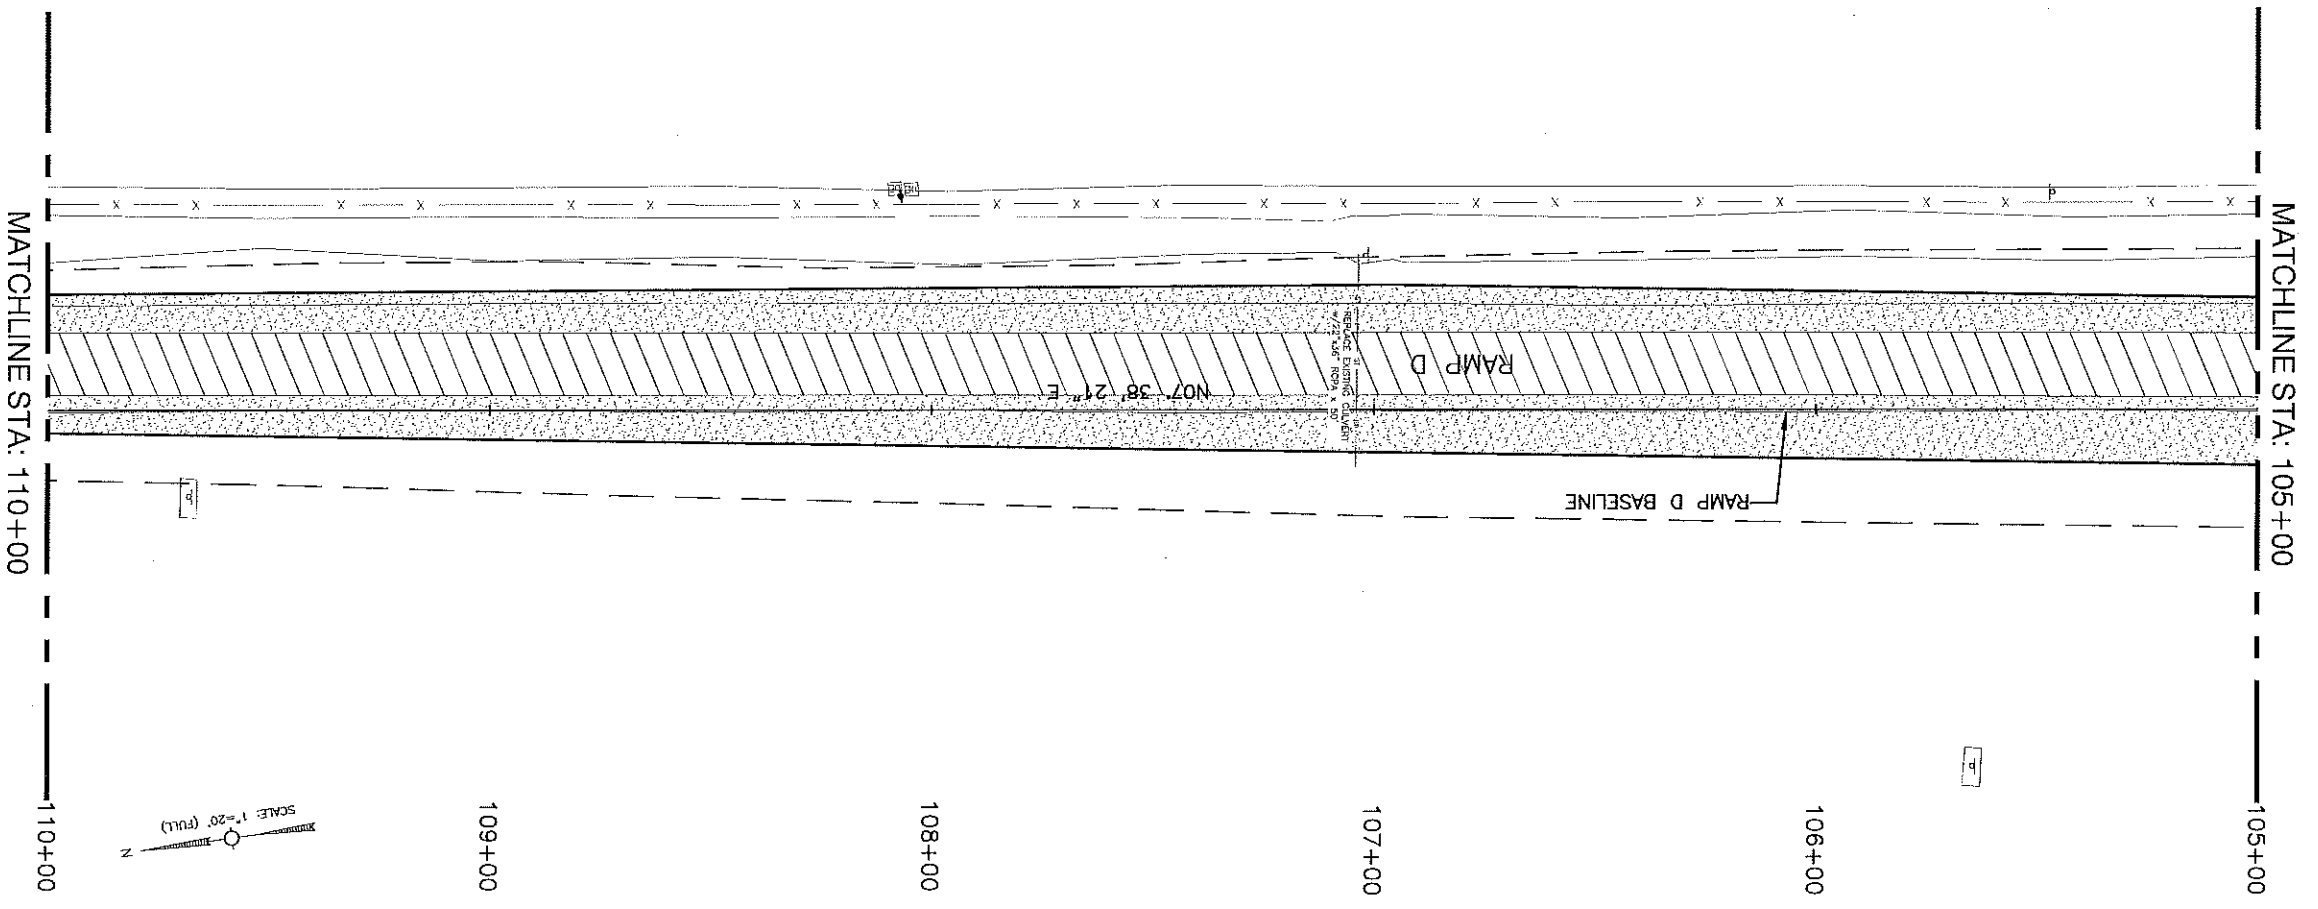 MATCHLINE STA: 110+00
MATCHLINE STA: 105+00
REPLACE EXISTING CULVERT
W/22"x36" RCPA x 50'
RAMP D
N07° 38' 21" E
RAMP D BASELINE
SCALE: 1"=20' (FULL)
N
110+00
109+00
108+00
107+00
106+00
105+00